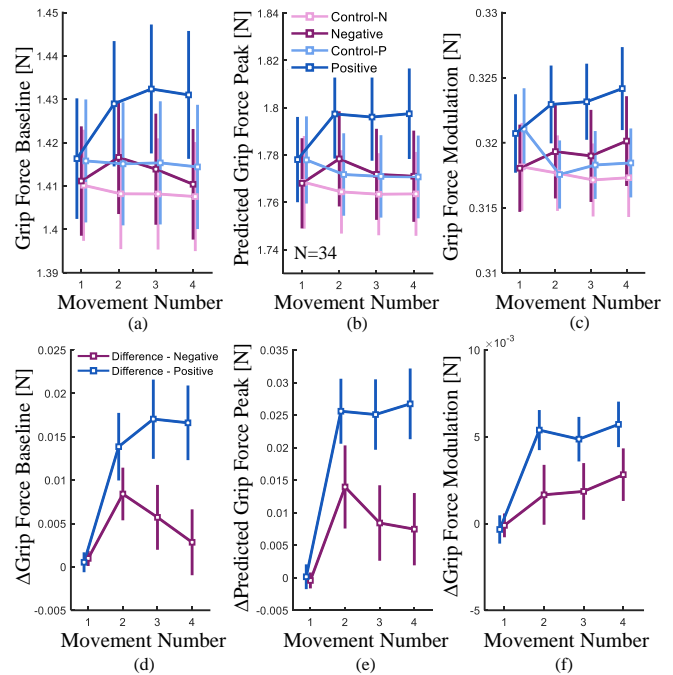 1.45
1.44
1.43
1.42
1.41
1.4
1.39
Grip Force Baseline [N]
1 2 3 4
Movement Number
(a)
1.84
1.82
1.8
1.78
1.76
1.74
Predicted Grip Force Peak [N]
Control-N
Negative
Control-P
Positive
N=34
1 2 3 4
Movement Number
(b)
0.33
0.325
0.32
0.315
0.31
Grip Force Modulation [N]
1 2 3 4
Movement Number
(c)
0.025
0.02
0.015
0.01
0.005
0
-0.005
ΔGrip Force Baseline [N]
Difference - Negative
Difference - Positive
1 2 3 4
Movement Number
(d)
0.035
0.03
0.025
0.02
0.015
0.01
0.005
0
-0.005
ΔPredicted Grip Force Peak [N]
1 2 3 4
Movement Number
(e)
×10⁻³
10
5
0
-5
ΔGrip Force Modulation [N]
1 2 3 4
Movement Number
(f)